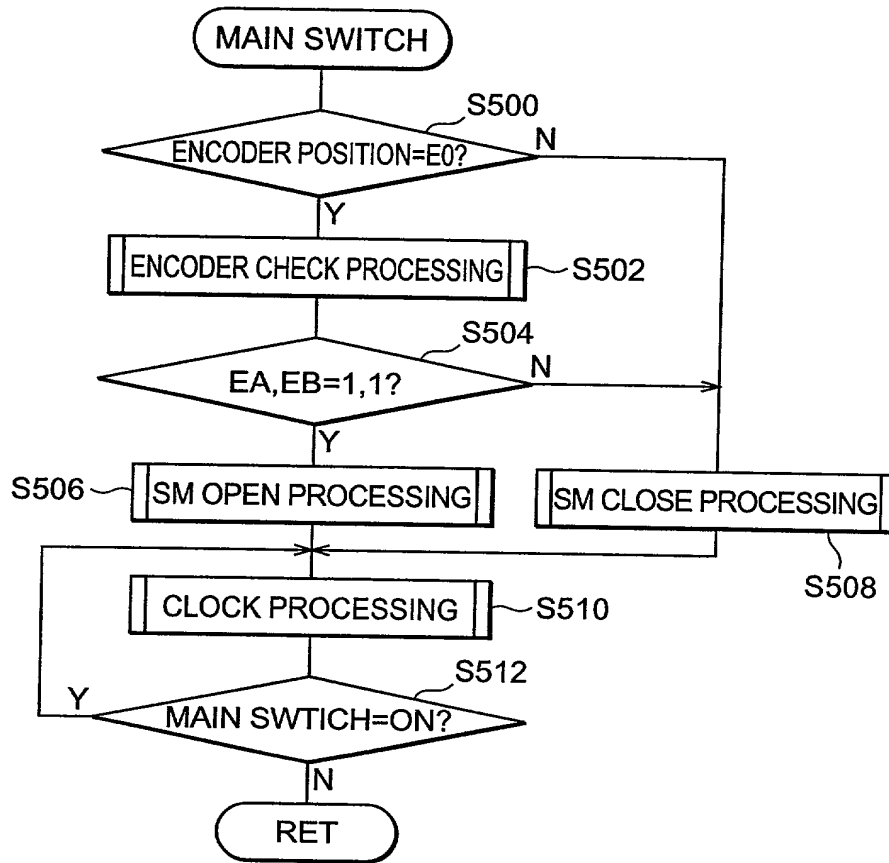 MAIN SWITCH
S500
ENCODER POSITION=E0?
N
Y
ENCODER CHECK PROCESSING
S502
S504
EA,EB=1,1?
N
Y
S506
SM OPEN PROCESSING
SM CLOSE PROCESSING
S508
CLOCK PROCESSING
S510
S512
Y
MAIN SWTICH=ON?
N
RET